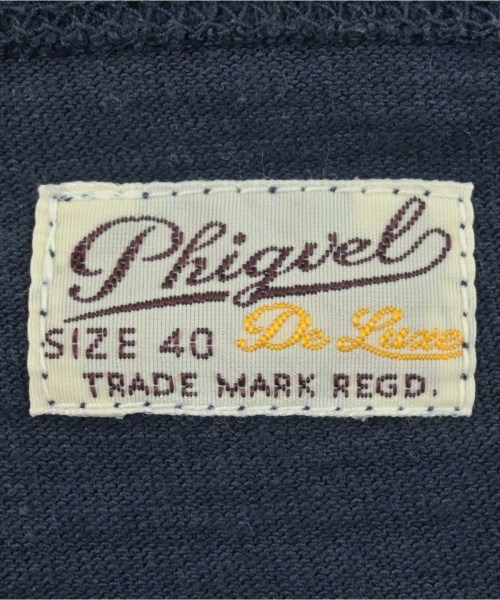 Phigvel
SIZE 40 De Luxe
TRADE MARK REGD.